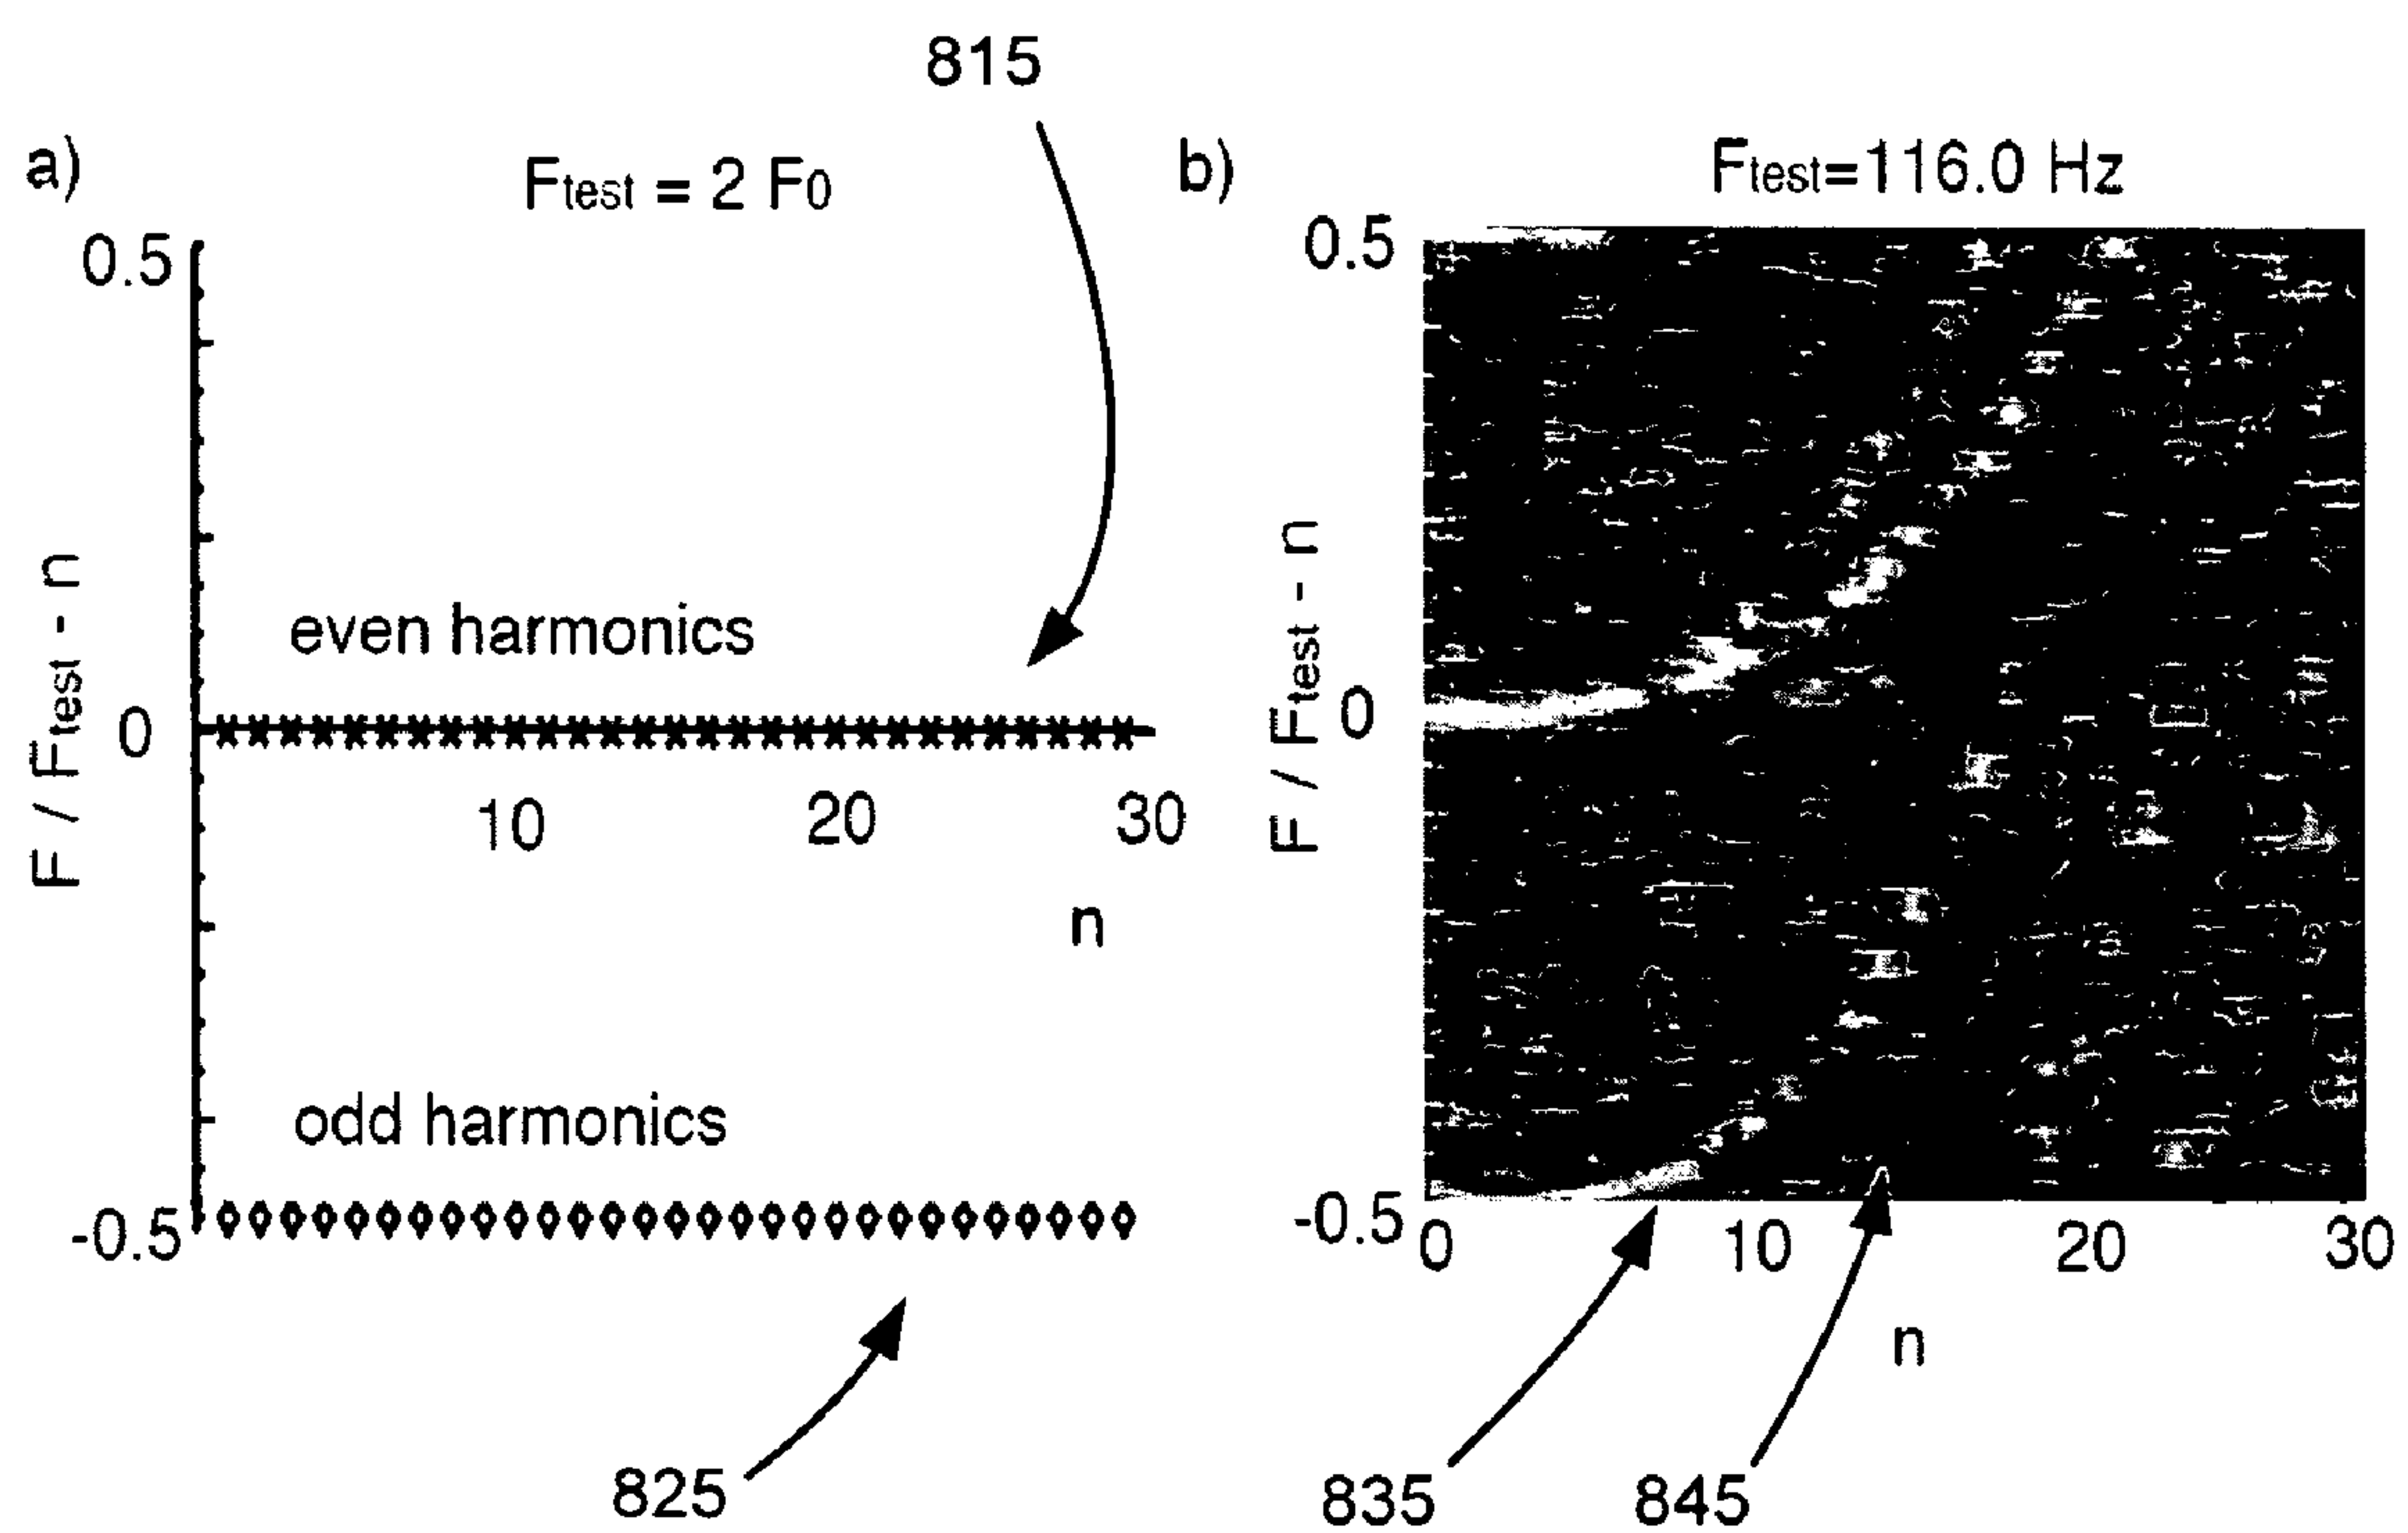 815
a)
Ftest = 2 F0
0.5
even harmonics
F / Ftest - n
0
10
20
30
n
odd harmonics
-0.5
825
b)
Ftest=116.0 Hz
0.5
F / Ftest - n
0
-0.5
0
10
20
30
n
835
845